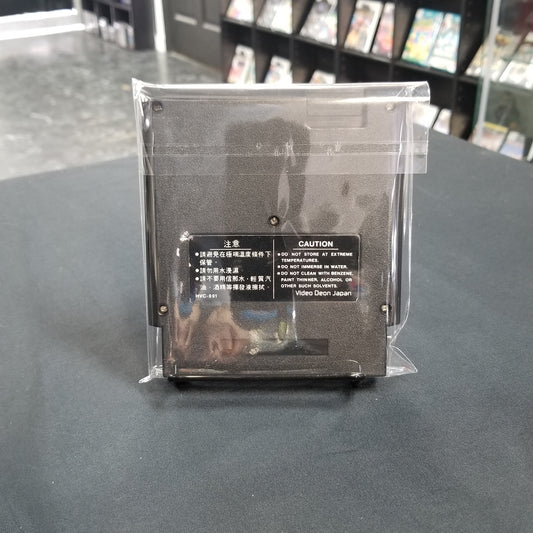 注意
●請避免在極端溫度條件下
保管。
●請勿用水浸濕
●請不要用信那水、輕質汽
油、酒精等揮發液擦拭。
HVC-801
CAUTION
●DO NOT STORE AT EXTREME
TEMPERATURES.
●DO NOT IMMERSE IN WATER.
●DO NOT CLEAN WITH BENZENE,
PAINT THINNER, ALCOHOL OR
OTHER SUCH SOLVENTS.
Video Deon Japan